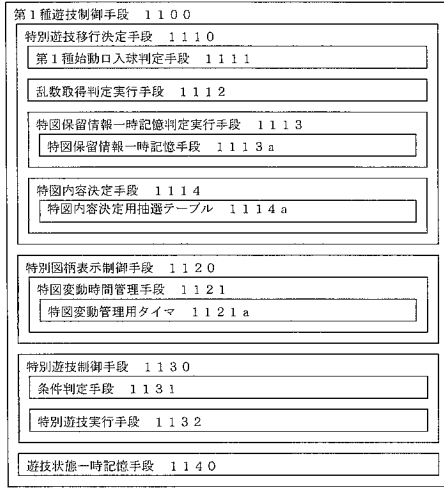 第１種遊技制御手段　１１００
特別遊技移行決定手段　１１１０
第１種始動口入球判定手段　１１１１
乱数取得判定実行手段　１１１２
特図保留情報一時記憶判定実行手段　１１１３
特図保留情報一時記憶手段　１１１３ａ
特図内容決定手段　１１１４
特図内容決定用抽選テーブル　１１１４ａ
特別図柄表示制御手段　１１２０
特図変動時間管理手段　１１２１
特図変動管理用タイマ　１１２１ａ
特別遊技制御手段　１１３０
条件判定手段　１１３１
特別遊技実行手段　１１３２
遊技状態一時記憶手段　１１４０